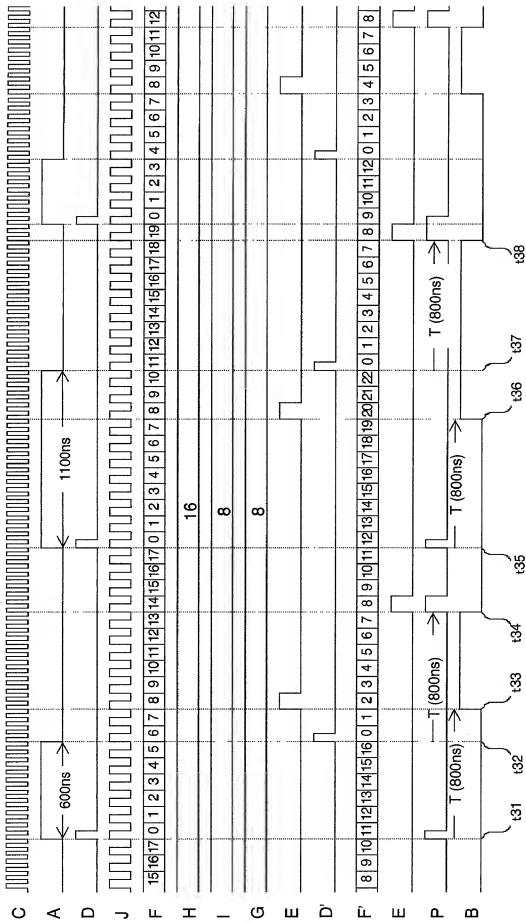 C
A 600ns 1100ns
D
J
F 15 16 17 0 1 2 3 4 5 6 7 8 9 10 11 12 13 14 15 16 17 0 1 2 3 4 5 6 7 8 9 10 11 12 13 14 15 16 17 18 19 0 1 2 3 4 5 6 7 8 9 10 11 12
H 16
I 8
G 8
E
D'
F' 8 9 10 11 12 13 14 15 16 0 1 2 3 4 5 6 7 8 9 10 11 12 13 14 15 16 17 18 19 20 21 22 0 1 2 3 4 5 6 7 8 9 10 11 12 0 1 2 3 4 5 6 7 8
E
P T (800ns) T (800ns)
B T (800ns) T (800ns)
t31 t32 t33 t34 t35 t36 t37 t38